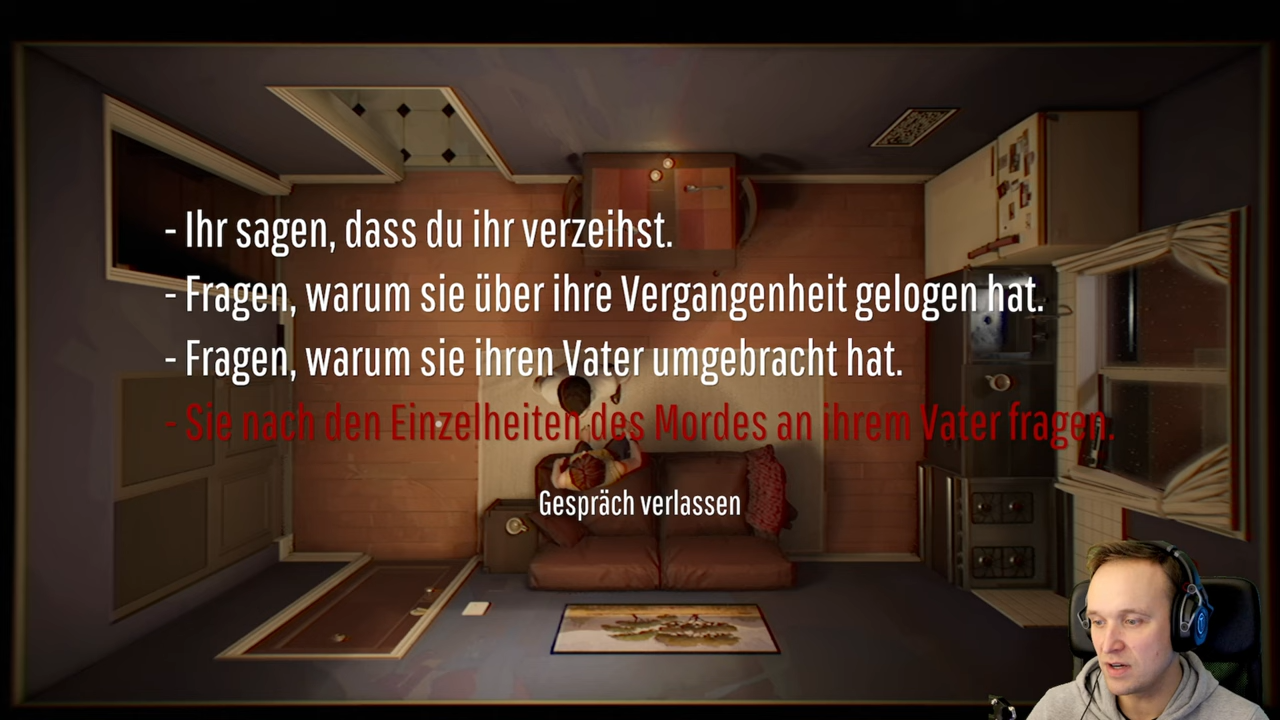 - Ihr sagen, dass du ihr verzeihst.
- Fragen, warum sie über ihre Vergangenheit gelogen hat.
- Fragen, warum sie ihren Vater umgebracht hat.
- Sie nach den Einzelheiten des Mordes an ihrem Vater fragen.
Gespräch verlassen